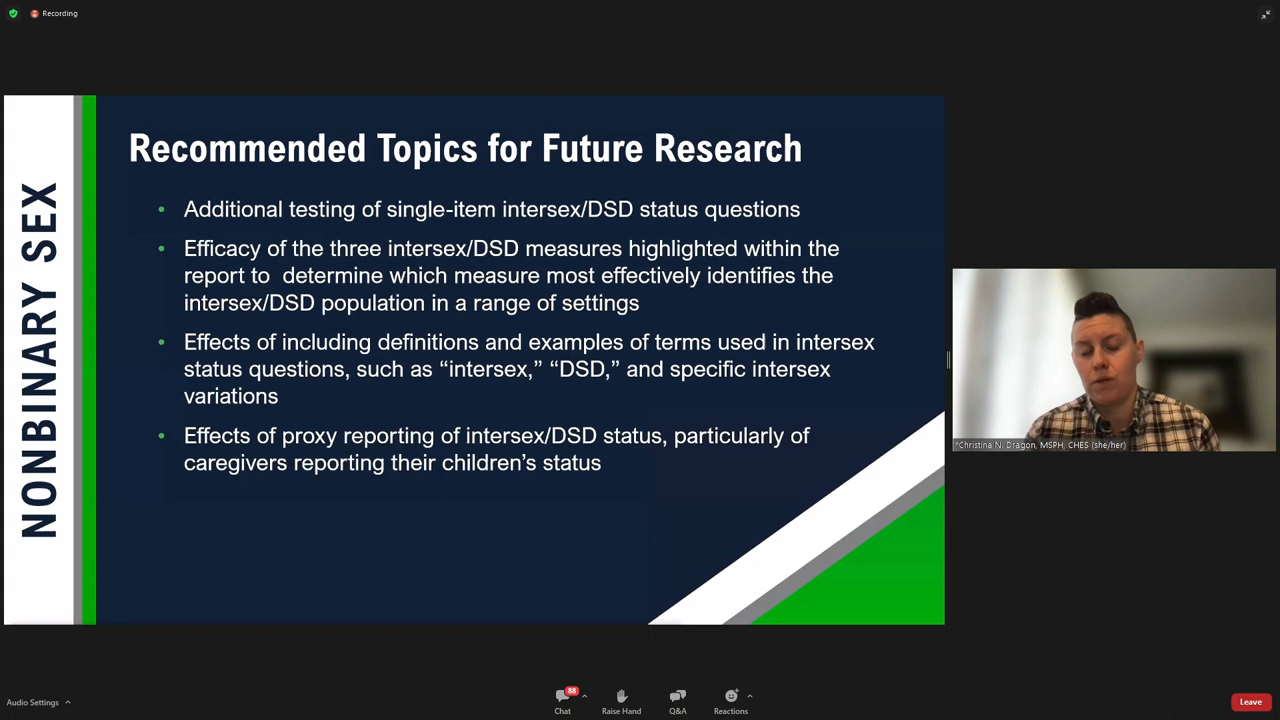 Recording
NONBINARY SEX
Recommended Topics for Future Research
• Additional testing of single-item intersex/DSD status questions
• Efficacy of the three intersex/DSD measures highlighted within the
report to  determine which measure most effectively identifies the
intersex/DSD population in a range of settings
• Effects of including definitions and examples of terms used in intersex
status questions, such as “intersex,” “DSD,” and specific intersex
variations
• Effects of proxy reporting of intersex/DSD status, particularly of
caregivers reporting their children’s status
*Christina N. Dragon, MSPH, CHES (she/her)
Audio Settings
88
Chat
Raise Hand
Q&A
Reactions
Leave